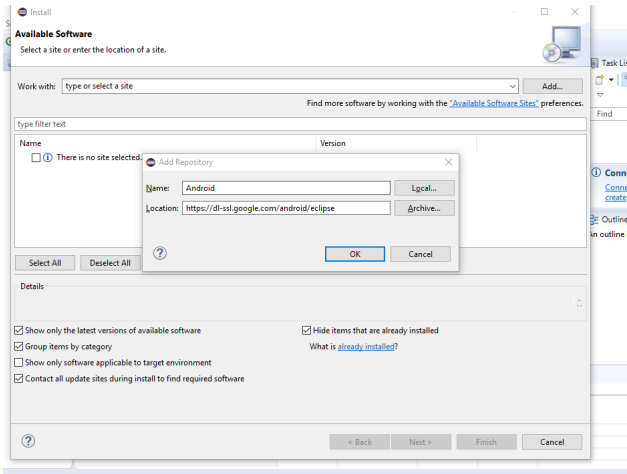 Install
Available Software
Select a site or enter the location of a site.
Work with: type or select a site Add...
Find more software by working with the "Available Software Sites" preferences.
type filter text
Name Version
There is no site selected.
Add Repository
Name: Android Local...
Location: https://dl-ssl.google.com/android/eclipse Archive...
OK Cancel
Select All Deselect All
Details
Show only the latest versions of available software Hide items that are already installed
Group items by category What is already installed?
Show only software applicable to target environment
Contact all update sites during install to find required software
< Back Next > Finish Cancel
Task Lis
Find
Conn
Conne
create
Outline
An outline